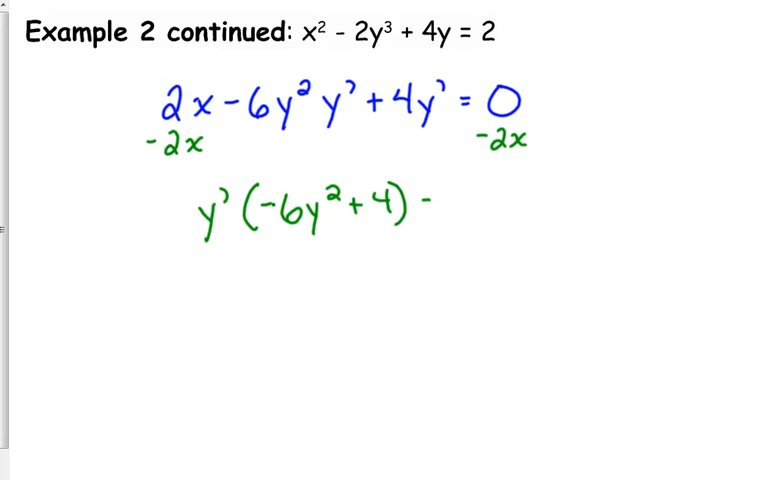 Example 2 continued: x² - 2y³ + 4y = 2
2x - 6y² y' + 4y' = 0
-2x -2x
y' (-6y² + 4) -